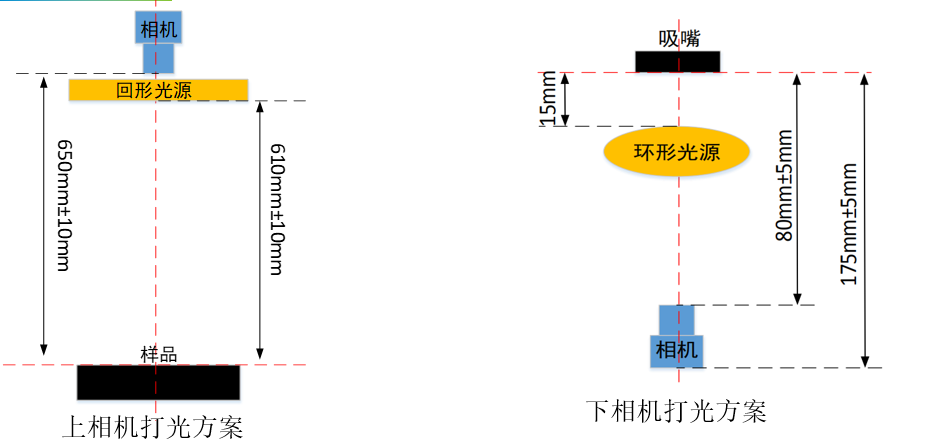 相机
回形光源
650mm±10mm
610mm±10mm
样品
上相机打光方案
吸嘴
15mm
环形光源
80mm±5mm
175mm±5mm
相机
下相机打光方案